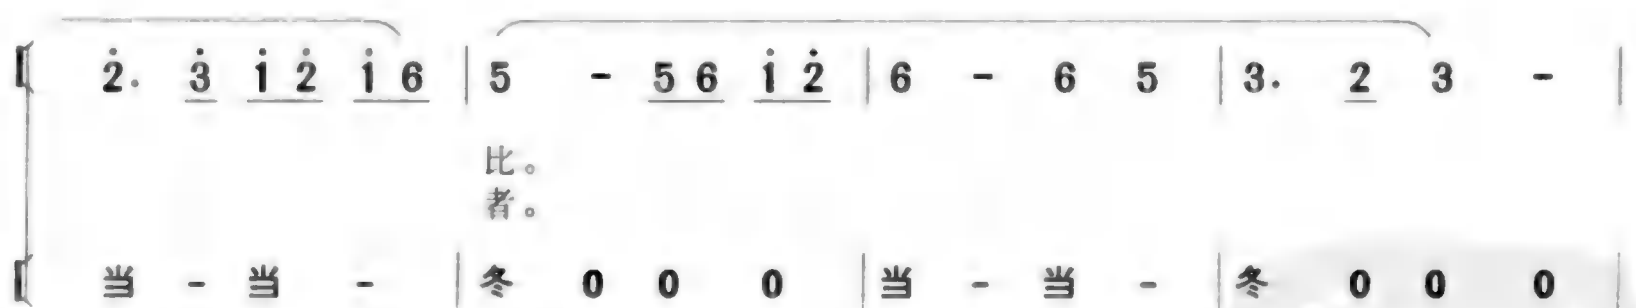 2̇. 3̇ 1̇ 2̇ 1̇ 6 | 5 - 5 6 1̇ 2̇ | 6 - 6 5 | 3. 2 3 - |
比。
者。
当 - 当 - | 冬 0 0 0 | 当 - 当 - | 冬 0 0 0 |